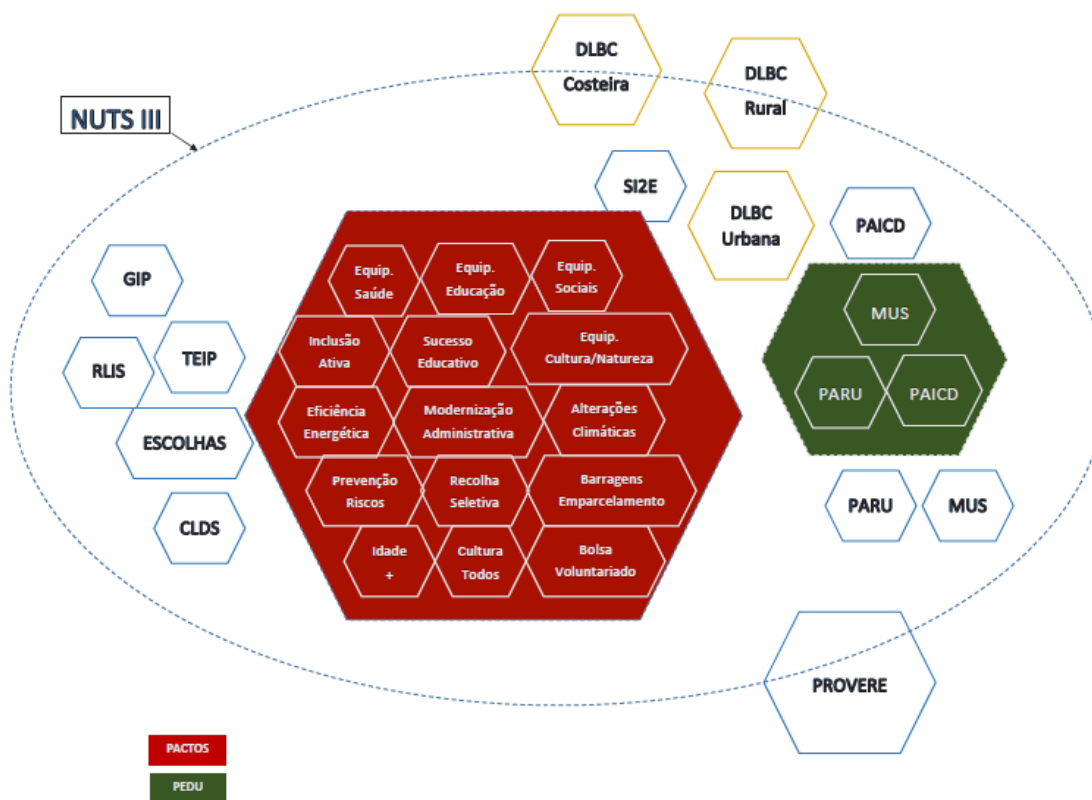 DLBC
Costeira
DLBC
Rural
NUTS III
SI2E
DLBC
Urbana
PAICD
GIP
TEIP
RLIS
ESCOLHAS
CLDS
Equip.
Saúde
Equip.
Educação
Equip.
Sociais
Inclusão
Ativa
Sucesso
Educativo
Equip.
Cultura/Natureza
Eficiência
Energética
Modernização
Administrativa
Alterações
Climáticas
Prevenção
Riscos
Recolha
Seletiva
Barragens
Emparcelamento
Idade
+
Cultura
Todos
Bolsa
Voluntariado
MUS
PARU
PAICD
PARU
MUS
PROVERE
PACTOS
PEDU